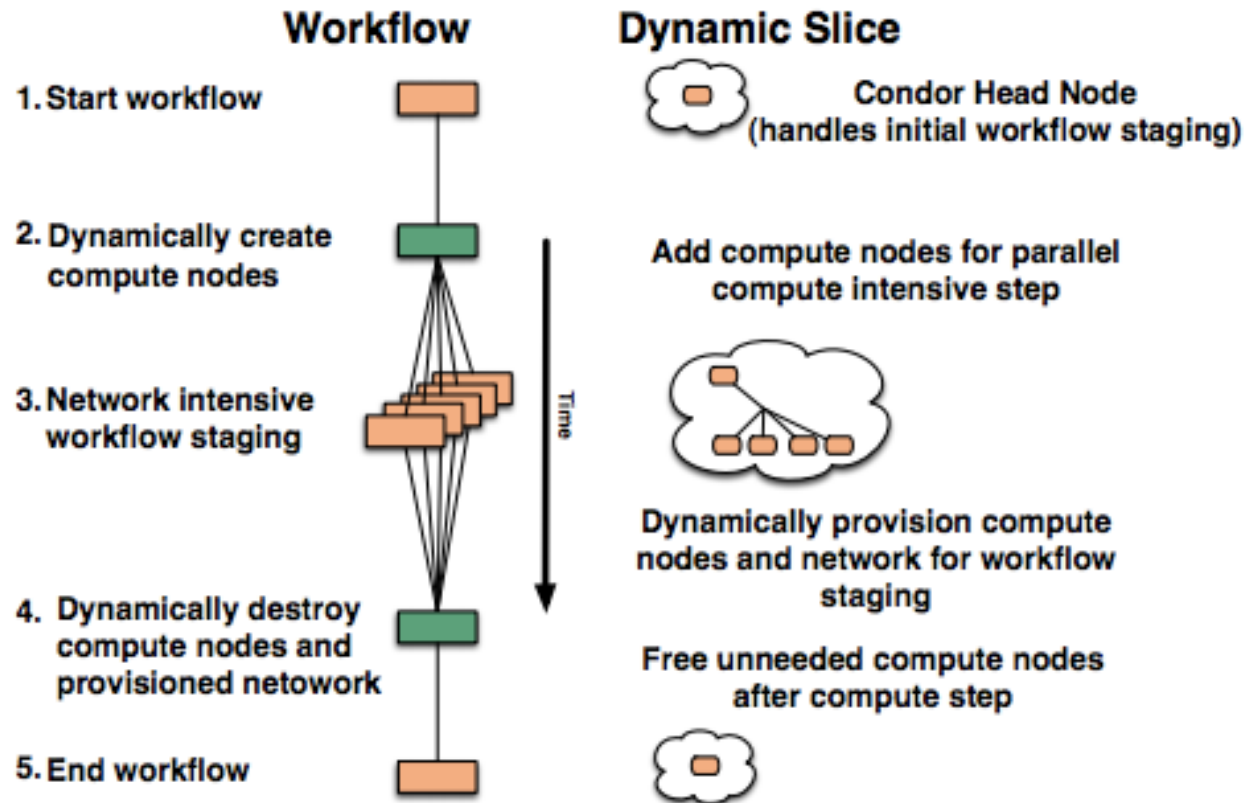 Workflow
Dynamic Slice
1. Start workflow
Condor Head Node
(handles initial workflow staging)
2. Dynamically create
compute nodes
Add compute nodes for parallel
compute intensive step
3. Network intensive
workflow staging
Time
Dynamically provision compute
nodes and network for workflow
staging
4. Dynamically destroy
compute nodes and
provisioned netowork
Free unneeded compute nodes
after compute step
5. End workflow